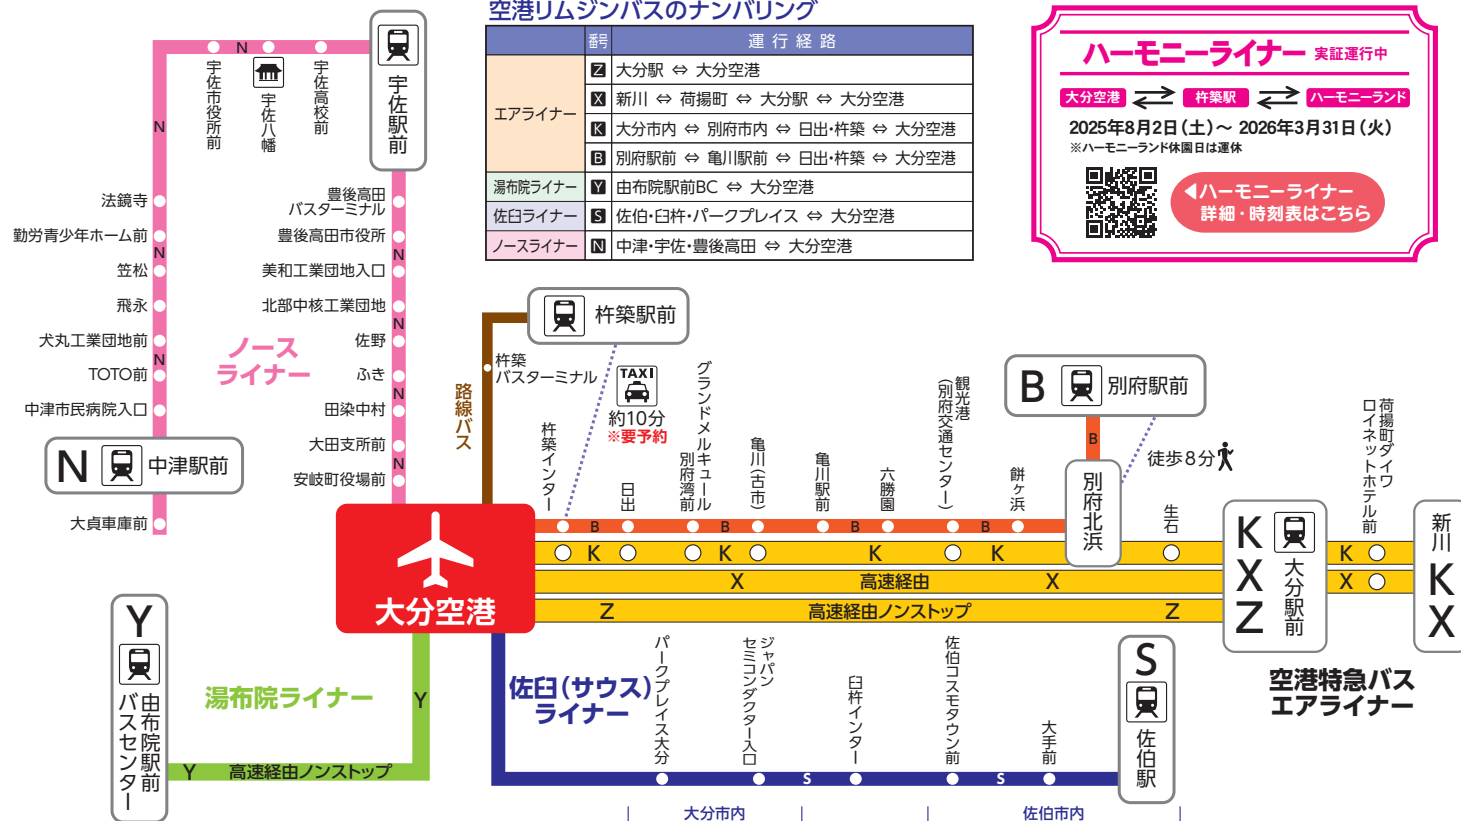 空港リムジンバスのナンバリング
番号 運行経路
エアライナー
Z 大分駅 ⇔ 大分空港
X 新川 ⇔ 荷揚町 ⇔ 大分駅 ⇔ 大分空港
K 大分市内 ⇔ 別府市内 ⇔ 日出・杵築 ⇔ 大分空港
B 別府駅前 ⇔ 亀川駅前 ⇔ 日出・杵築 ⇔ 大分空港
湯布院ライナー Y 由布院駅前BC ⇔ 大分空港
佐臼ライナー S 佐伯・臼杵・パークプレイス ⇔ 大分空港
ノースライナー N 中津・宇佐・豊後高田 ⇔ 大分空港
ハーモニーライナー 実証運行中
大分空港 杵築駅 ハーモニーランド
2025年8月2日(土)～ 2026年3月31日(火)
※ハーモニーランド休園日は運休
◀ハーモニーライナー
詳細・時刻表はこちら
N
宇佐市役所前
宇佐八幡
宇佐高校前
宇佐駅前
N
法鏡寺
勤労青少年ホーム前
N
笠松
飛永
犬丸工業団地前
N
TOTO前
中津市民病院入口
N 中津駅前
大貞車庫前
ノース
ライナー
豊後高田
バスターミナル
豊後高田市役所
N
美和工業団地入口
北部中核工業団地
N
佐野
ふき
N
田染中村
大田支所前
N
安岐町役場前
大分空港
路線バス
杵築駅前
杵築
バスターミナル
TAXI
約10分
※要予約
杵築インター
日出
グランドメルキュール
別府湾前
亀川(古市)
亀川駅前
六勝園
観光港
(別府交通センター)
餅ヶ浜
B 別府駅前
B
徒歩8分
別府北浜
生石
荷揚町ダイワ
ロイネットホテル前
B B B B
K K K K
X 高速経由 X
Z 高速経由ノンストップ Z
K
X
Z
大分駅前
K
X
新川
K
X
空港特急バス
エアライナー
Y
由布院駅前
バスセンター
湯布院ライナー
Y
Y 高速経由ノンストップ
佐臼(サウス)
ライナー
パークプレイス大分
ジャパン
セミコンダクター入口
臼杵インター
佐伯コスモタウン前
大手前
S
佐伯駅
S S
大分市内
佐伯市内